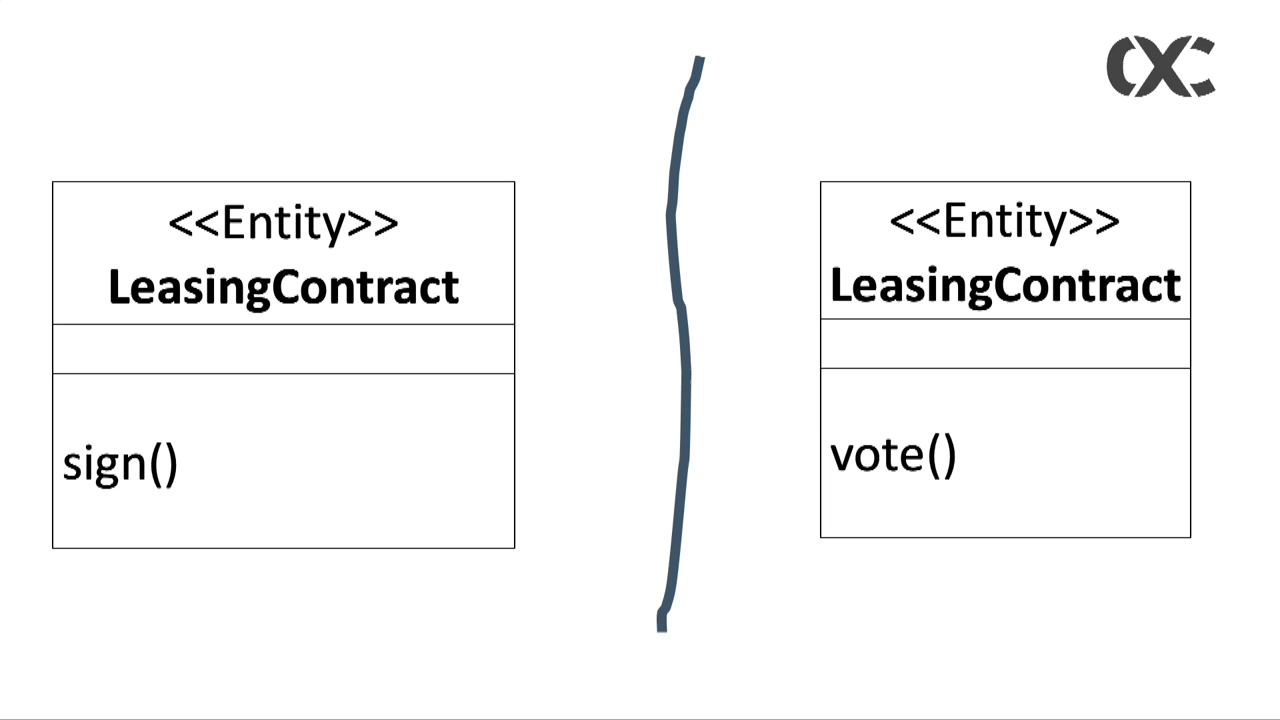 <<Entity>>
LeasingContract
sign()
<<Entity>>
LeasingContract
vote()